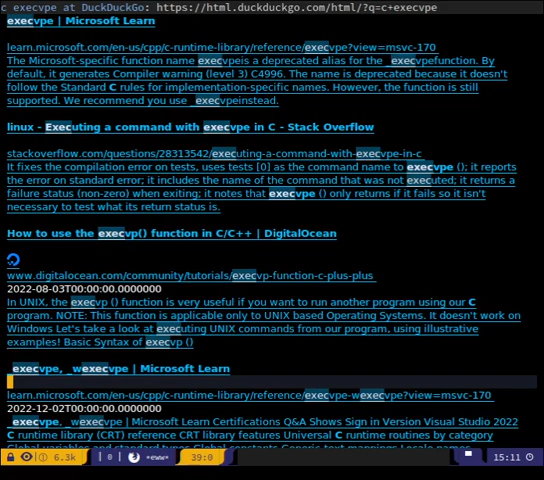 c execvpe at DuckDuckGo: https://html.duckduckgo.com/html/?q=c+execvpe
execvpe | Microsoft Learn
learn.microsoft.com/en-us/cpp/c-runtime-library/reference/execvpe?view=msvc-170
The Microsoft-specific function name execvpeis a deprecated alias for the _execvpefunction. By
default, it generates Compiler warning (level 3) C4996. The name is deprecated because it doesn't
follow the Standard C rules for implementation-specific names. However, the function is still
supported. We recommend you use _execvpeinstead.
linux - Executing a command with execvpe in C - Stack Overflow
stackoverflow.com/questions/28313542/executing-a-command-with-execvpe-in-c
It fixes the compilation error on tests, uses tests [0] as the command name to execvpe (); it reports
the error on standard error; it includes the name of the command that was not executed; it returns a
failure status (non-zero) when exiting; it notes that execvpe () only returns if it fails so it isn't
necessary to test what its return status is.
How to use the execvp() function in C/C++ | DigitalOcean
www.digitalocean.com/community/tutorials/execvp-function-c-plus-plus
2022-08-03T00:00:00.0000000
In UNIX, the execvp () function is very useful if you want to run another program using our C
program. NOTE: This function is applicable only to UNIX based Operating Systems. It doesn't work on
Windows Let's take a look at executing UNIX commands from our program, using illustrative
examples! Basic Syntax of execvp ()
_execvpe, _wexecvpe | Microsoft Learn
learn.microsoft.com/en-us/cpp/c-runtime-library/reference/execvpe-wexecvpe?view=msvc-170
2022-12-02T00:00:00.0000000
_execvpe, _wexecvpe | Microsoft Learn Certifications Q&A Shows Sign in Version Visual Studio 2022
C runtime library (CRT) reference CRT library features Universal C runtime routines by category
Global variables and standard types Global constants Generic-text mappings Locale names
6.3k | 0 | *eww* 39:0 15:11